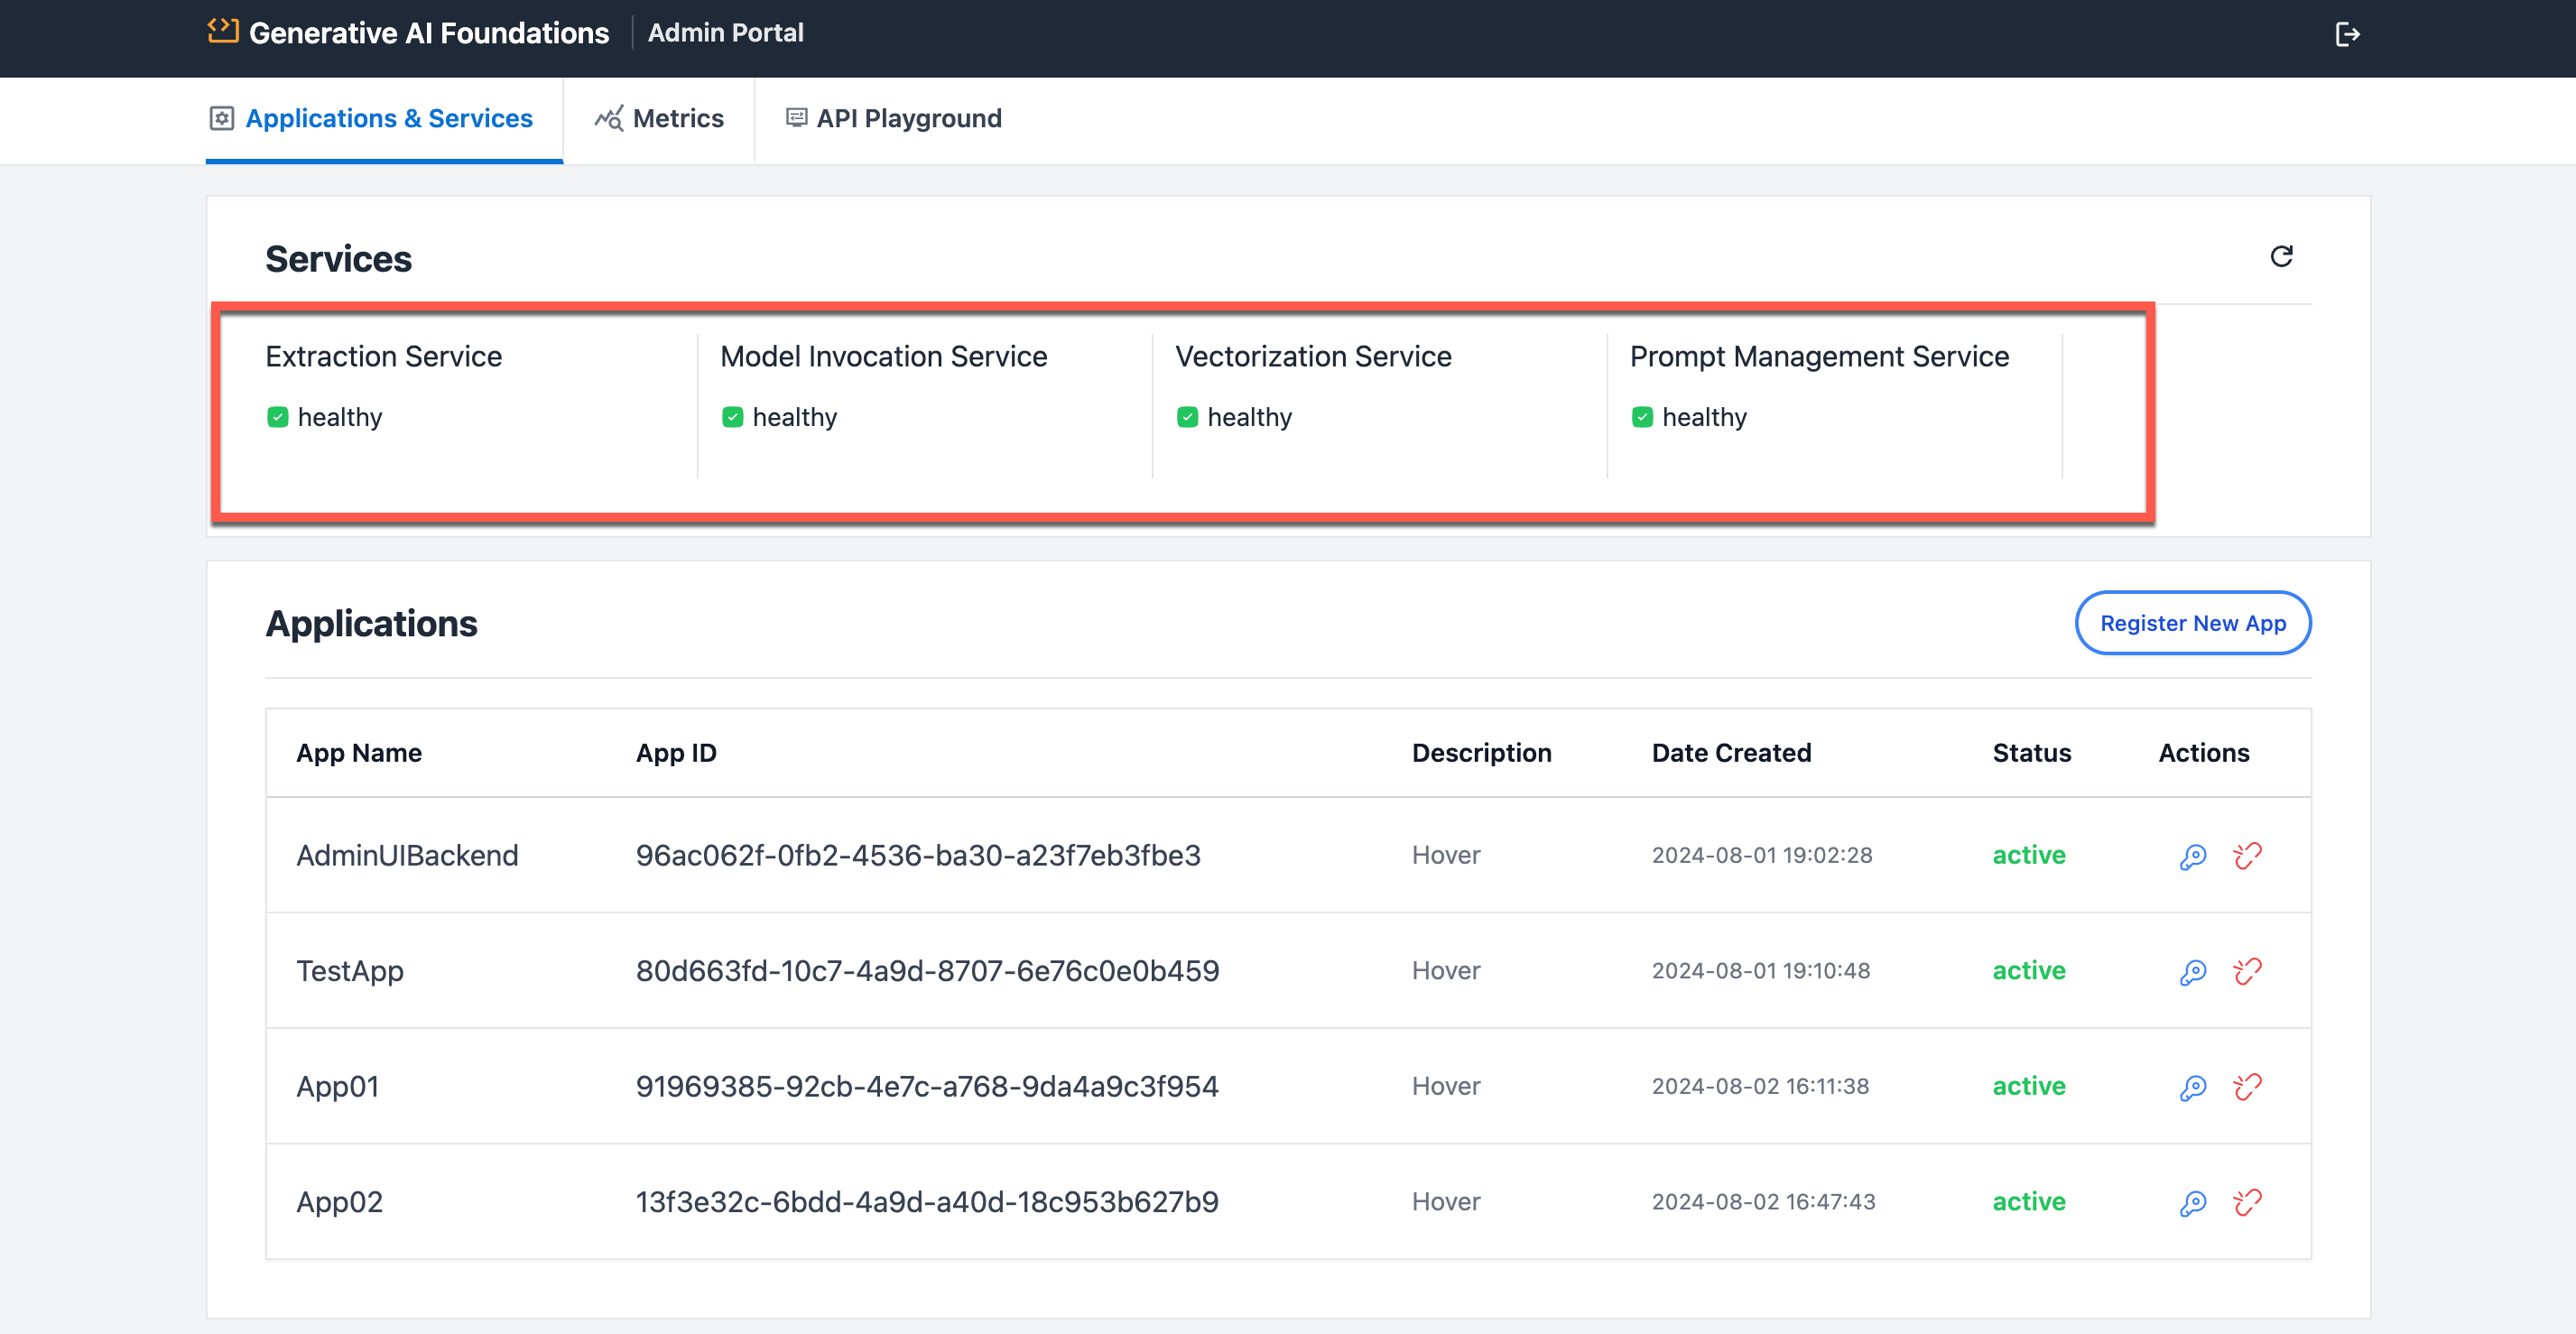 Generative AI Foundations Admin Portal
Applications & Services Metrics API Playground
Services
Extraction Service Model Invocation Service Vectorization Service Prompt Management Service
healthy healthy healthy healthy
Applications Register New App
App Name App ID Description Date Created Status Actions
AdminUIBackend 96ac062f-0fb2-4536-ba30-a23f7eb3fbe3 Hover 2024-08-01 19:02:28 active
TestApp 80d663fd-10c7-4a9d-8707-6e76c0e0b459 Hover 2024-08-01 19:10:48 active
App01 91969385-92cb-4e7c-a768-9da4a9c3f954 Hover 2024-08-02 16:11:38 active
App02 13f3e32c-6bdd-4a9d-a40d-18c953b627b9 Hover 2024-08-02 16:47:43 active